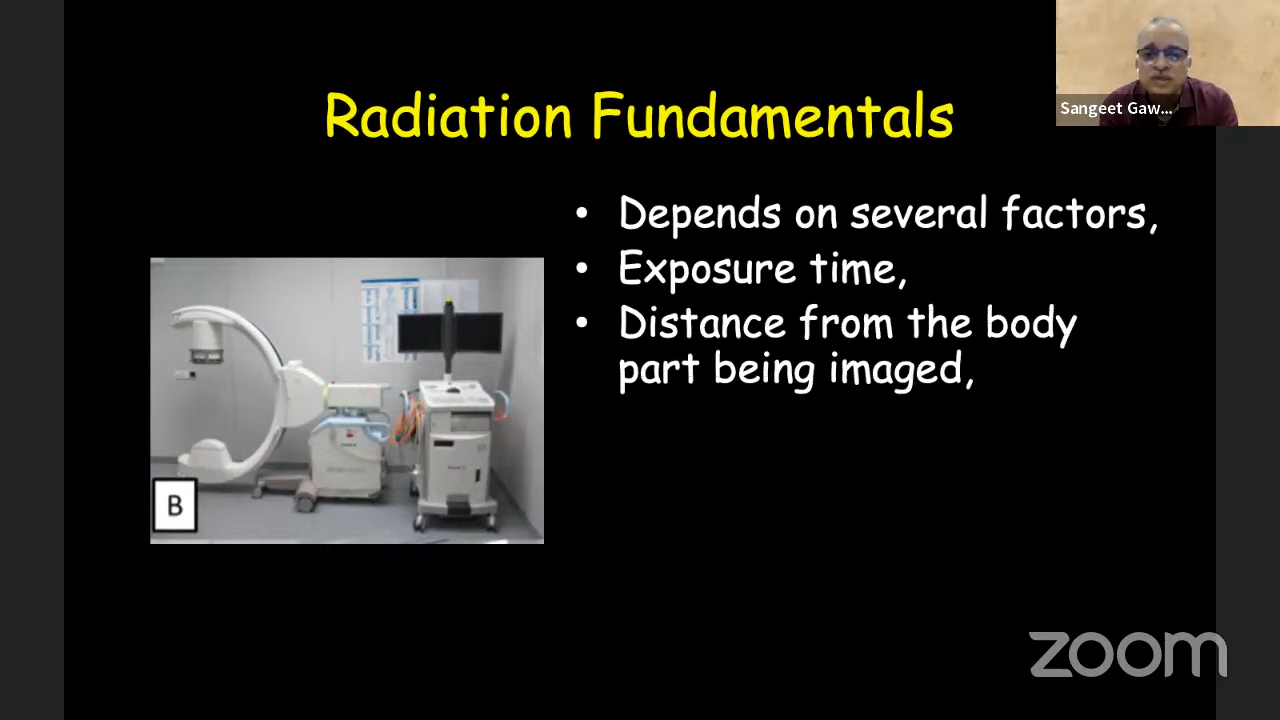 Radiation Fundamentals
Sangeet Gaw...
• Depends on several factors,
• Exposure time,
• Distance from the body
part being imaged,
B
zoom